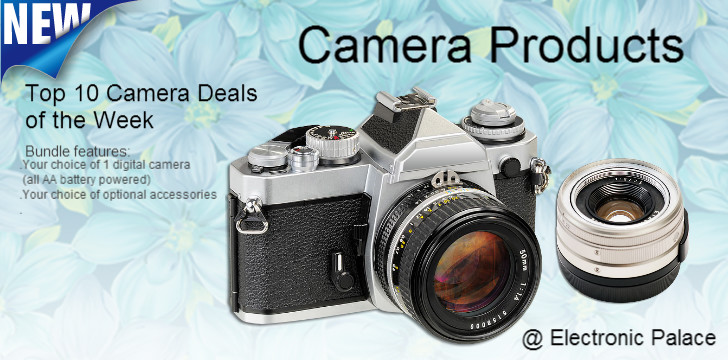 NEW
Camera Products
Top 10 Camera Deals
of the Week
Bundle features:
.Your choice of 1 digital camera
(all AA battery powered)
.Your choice of optional accessories
.
50mm 1:1.4 5169005
@ Electronic Palace